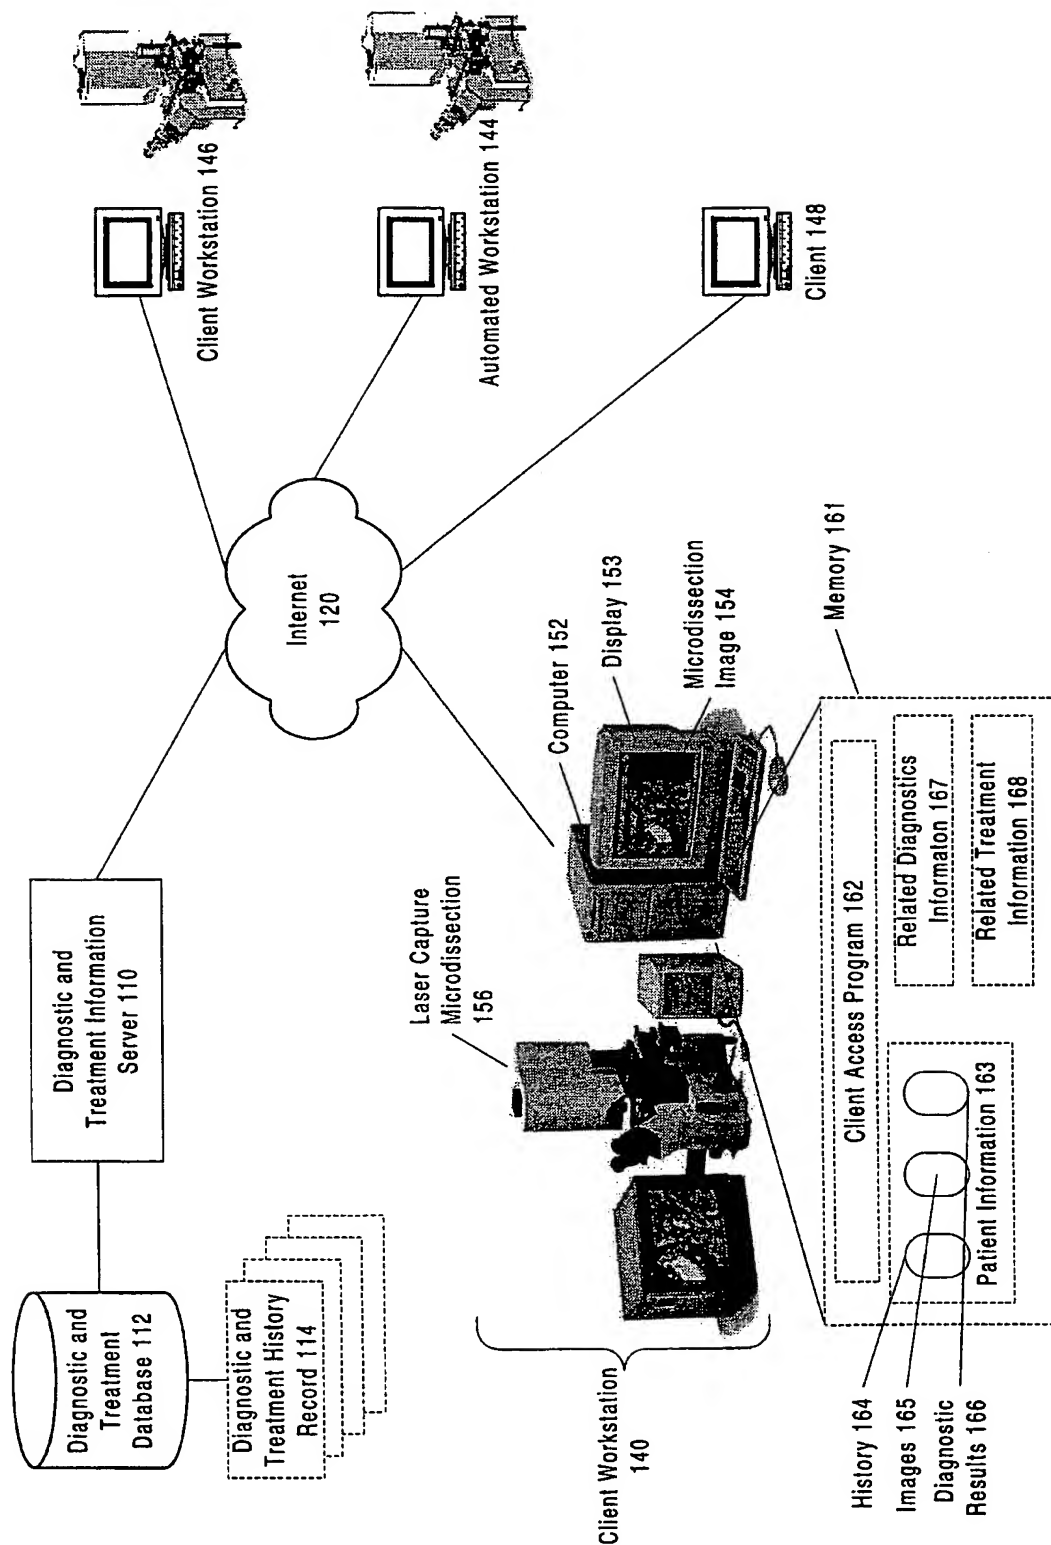 Diagnostic and
Treatment
Database 112
Diagnostic and
Treatment History
Record 114
Diagnostic and
Treatment Information
Server 110
Internet
120
Client Workstation 146
Automated Workstation 144
Client 148
Client Workstation
140
Laser Capture
Microdissection
156
Computer 152
Display 153
Microdissection
Image 154
Memory 161
Client Access Program 162
Related Diagnostics
Informaton 167
Related Treatment
Information 168
Patient Information 163
History 164
Images 165
Diagnostic
Results 166